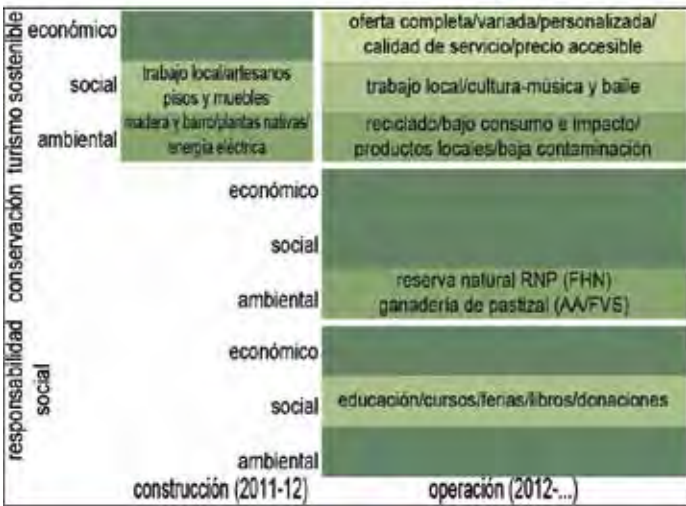 turismo sostenible
económico
oferta completa/variada/personalizada/
calidad de servicio/precio accesible
social
trabajo local/artesanos
pisos y muebles
trabajo local/cultura-música y baile
ambiental
madera y barro/plantas nativas/
energía eléctrica
reciclado/bajo consumo e impacto/
productos locales/baja contaminación
conservación
económico
social
ambiental
reserva natural RNP (FHN)
ganadería de pastizal (AA/FVS)
responsabilidad
social
económico
social
educación/cursos/ferias/libros/donaciones
ambiental
construcción (2011-12)
operación (2012-...)